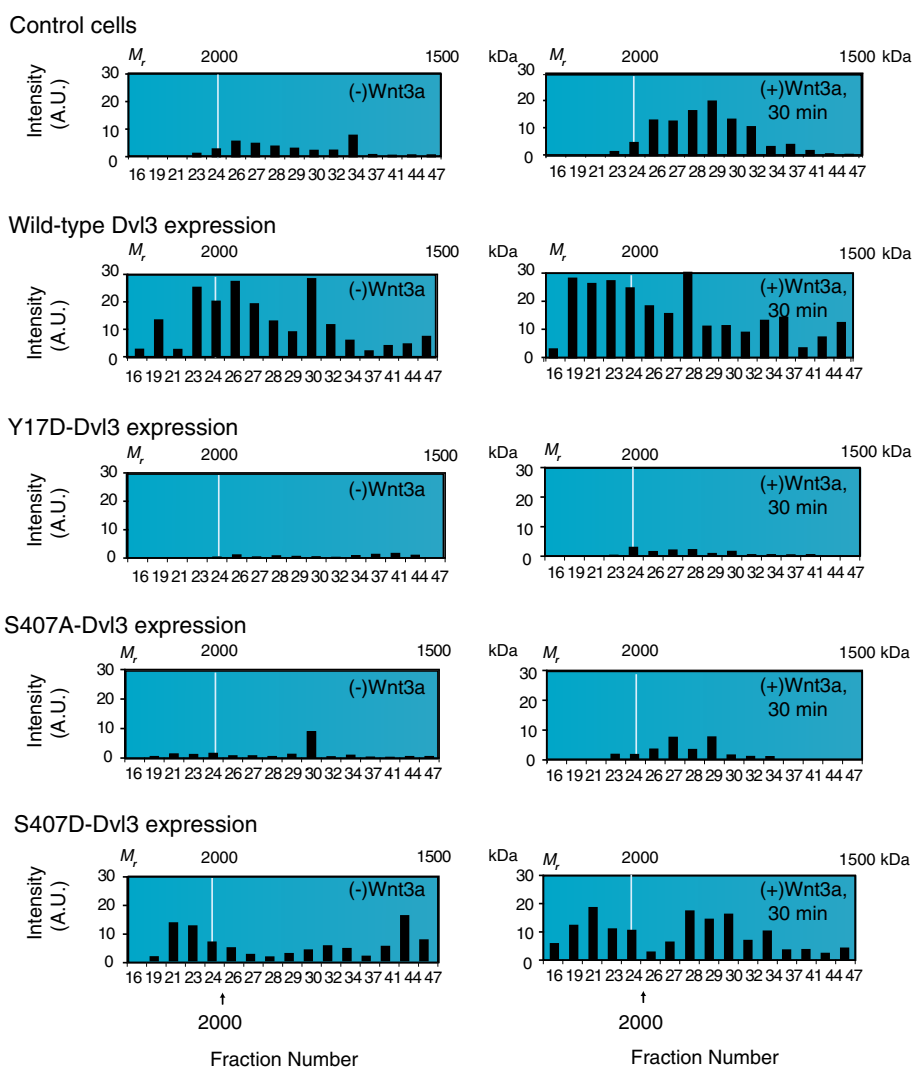 Control cells
Mr 2000 1500 kDa Mr 2000 1500 kDa
Intensity (A.U.)
30
20
10
0
(-)Wnt3a
16 19 21 23 24 26 27 28 29 30 32 34 37 41 44 47
30
20
10
0
(+)Wnt3a,
30 min
16 19 21 23 24 26 27 28 29 30 32 34 37 41 44 47
Wild-type Dvl3 expression
Mr 2000 1500 kDa Mr 2000 1500 kDa
Intensity (A.U.)
30
20
10
0
(-)Wnt3a
16 19 21 23 24 26 27 28 29 30 32 34 37 41 44 47
30
20
10
0
(+)Wnt3a,
30 min
16 19 21 23 24 26 27 28 29 30 32 34 37 41 44 47
Y17D-Dvl3 expression
Mr 2000 1500 kDa Mr 2000 1500 kDa
Intensity (A.U.)
30
20
10
0
(-)Wnt3a
16 19 21 23 24 26 27 28 29 30 32 34 37 41 44 47
30
20
10
0
(+)Wnt3a,
30 min
16 19 21 23 24 26 27 28 29 30 32 34 37 41 44 47
S407A-Dvl3 expression
Mr 2000 1500 kDa Mr 2000 1500 kDa
Intensity (A.U.)
30
20
10
0
(-)Wnt3a
16 19 21 23 24 26 27 28 29 30 32 34 37 41 44 47
30
20
10
0
(+)Wnt3a,
30 min
16 19 21 23 24 26 27 28 29 30 32 34 37 41 44 47
S407D-Dvl3 expression
Mr 2000 1500 kDa Mr 2000 1500 kDa
Intensity (A.U.)
30
20
10
0
(-)Wnt3a
16 19 21 23 24 26 27 28 29 30 32 34 37 41 44 47
30
20
10
0
(+)Wnt3a,
30 min
16 19 21 23 24 26 27 28 29 30 32 34 37 41 44 47
2000 2000
Fraction Number Fraction Number